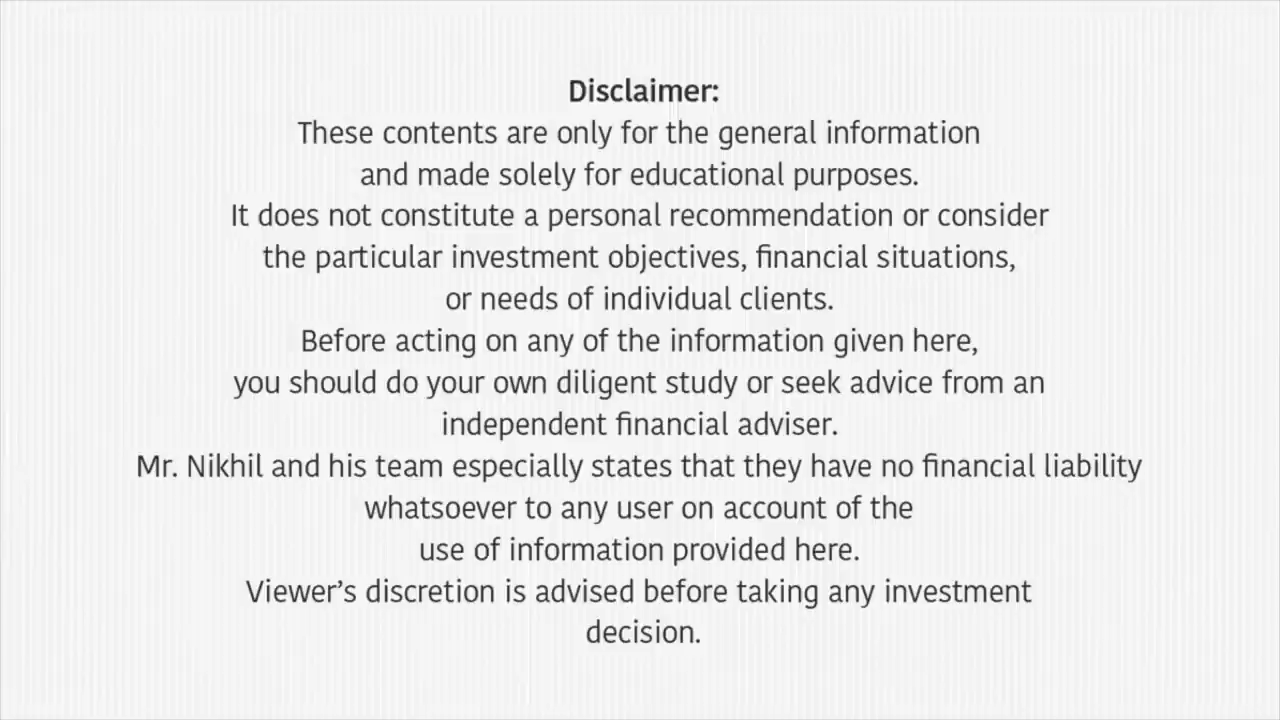 Disclaimer:
These contents are only for the general information
and made solely for educational purposes.
It does not constitute a personal recommendation or consider
the particular investment objectives, financial situations,
or needs of individual clients.
Before acting on any of the information given here,
you should do your own diligent study or seek advice from an
independent financial adviser.
Mr. Nikhil and his team especially states that they have no financial liability
whatsoever to any user on account of the
use of information provided here.
Viewer’s discretion is advised before taking any investment
decision.